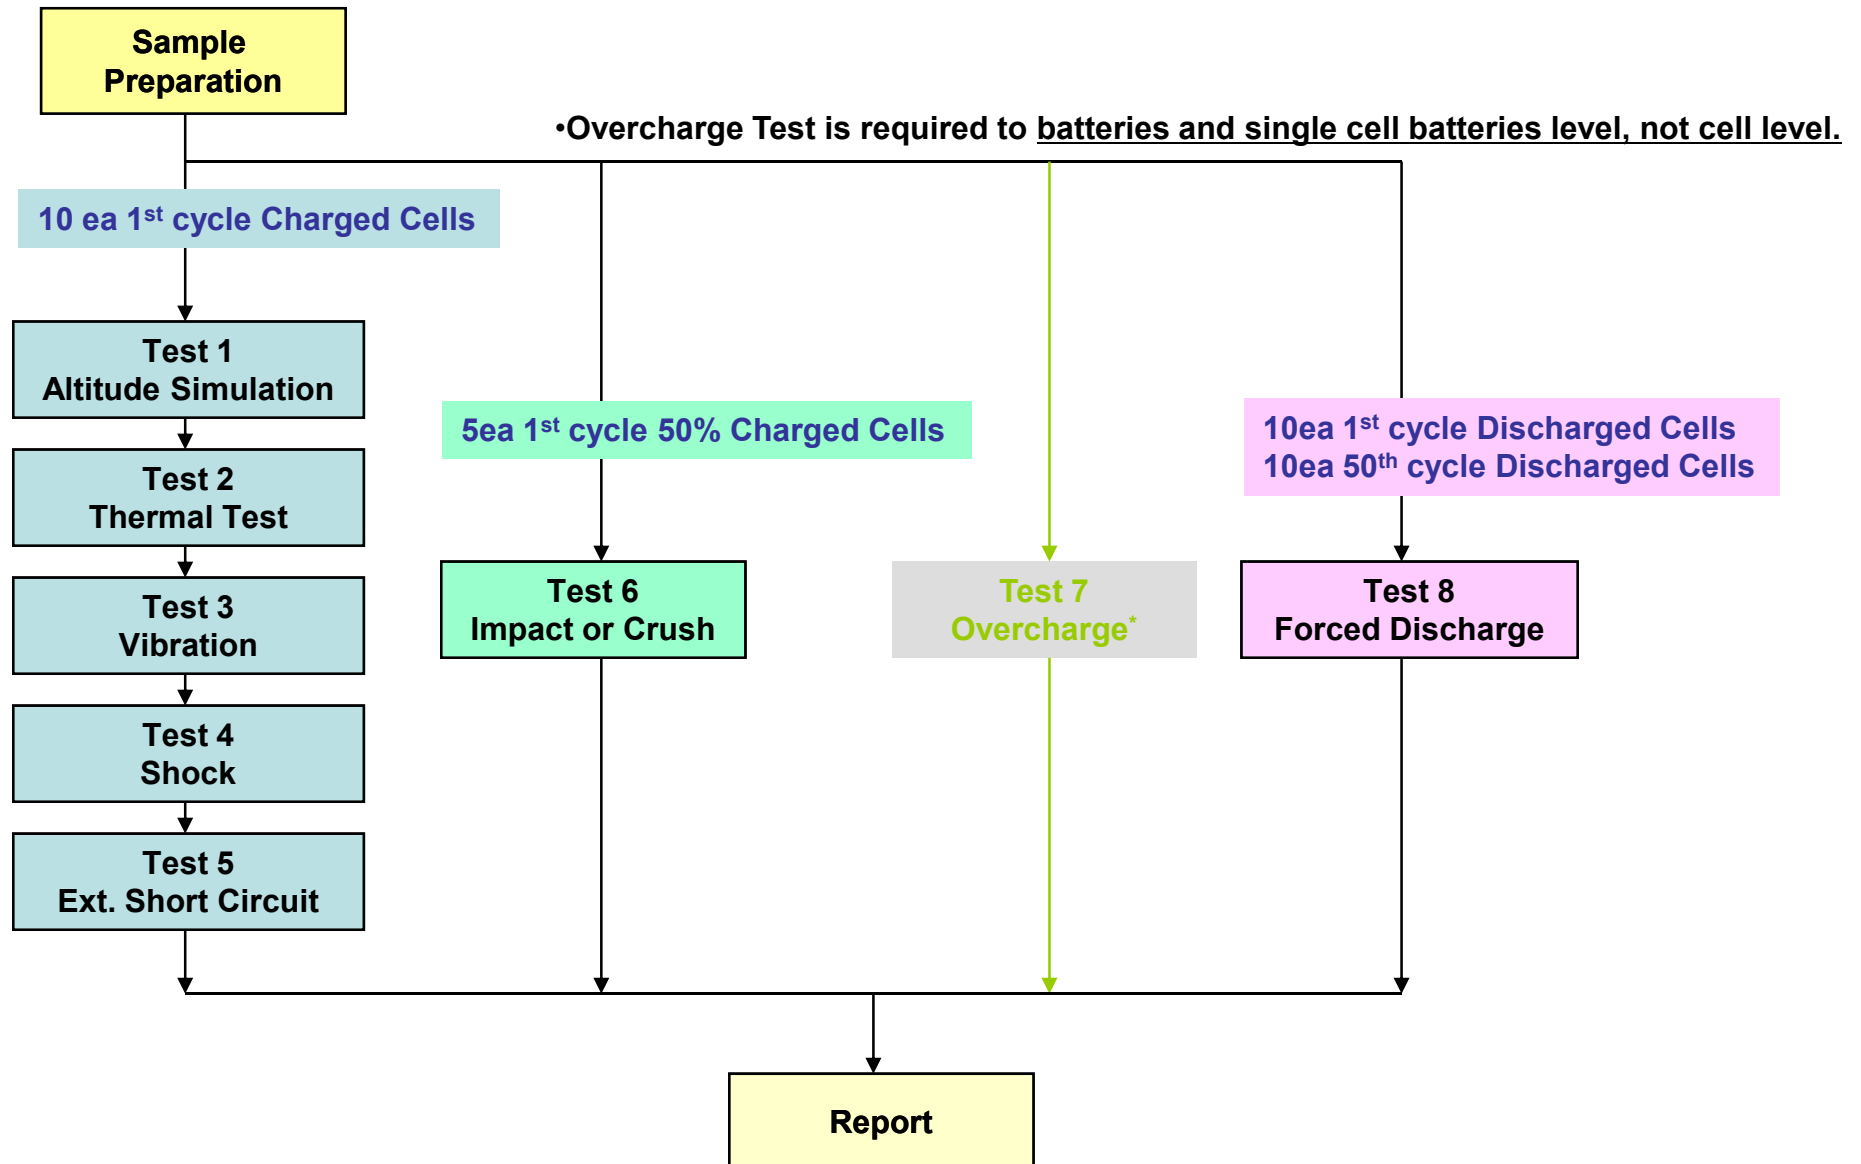 Sample
Preparation
•Overcharge Test is required to batteries and single cell batteries level, not cell level.
10 ea 1st cycle Charged Cells
Test 1
Altitude Simulation
Test 2
Thermal Test
Test 3
Vibration
Test 4
Shock
Test 5
Ext. Short Circuit
5ea 1st cycle 50% Charged Cells
Test 6
Impact or Crush
Test 7
Overcharge*
10ea 1st cycle Discharged Cells
10ea 50th cycle Discharged Cells
Test 8
Forced Discharge
Report